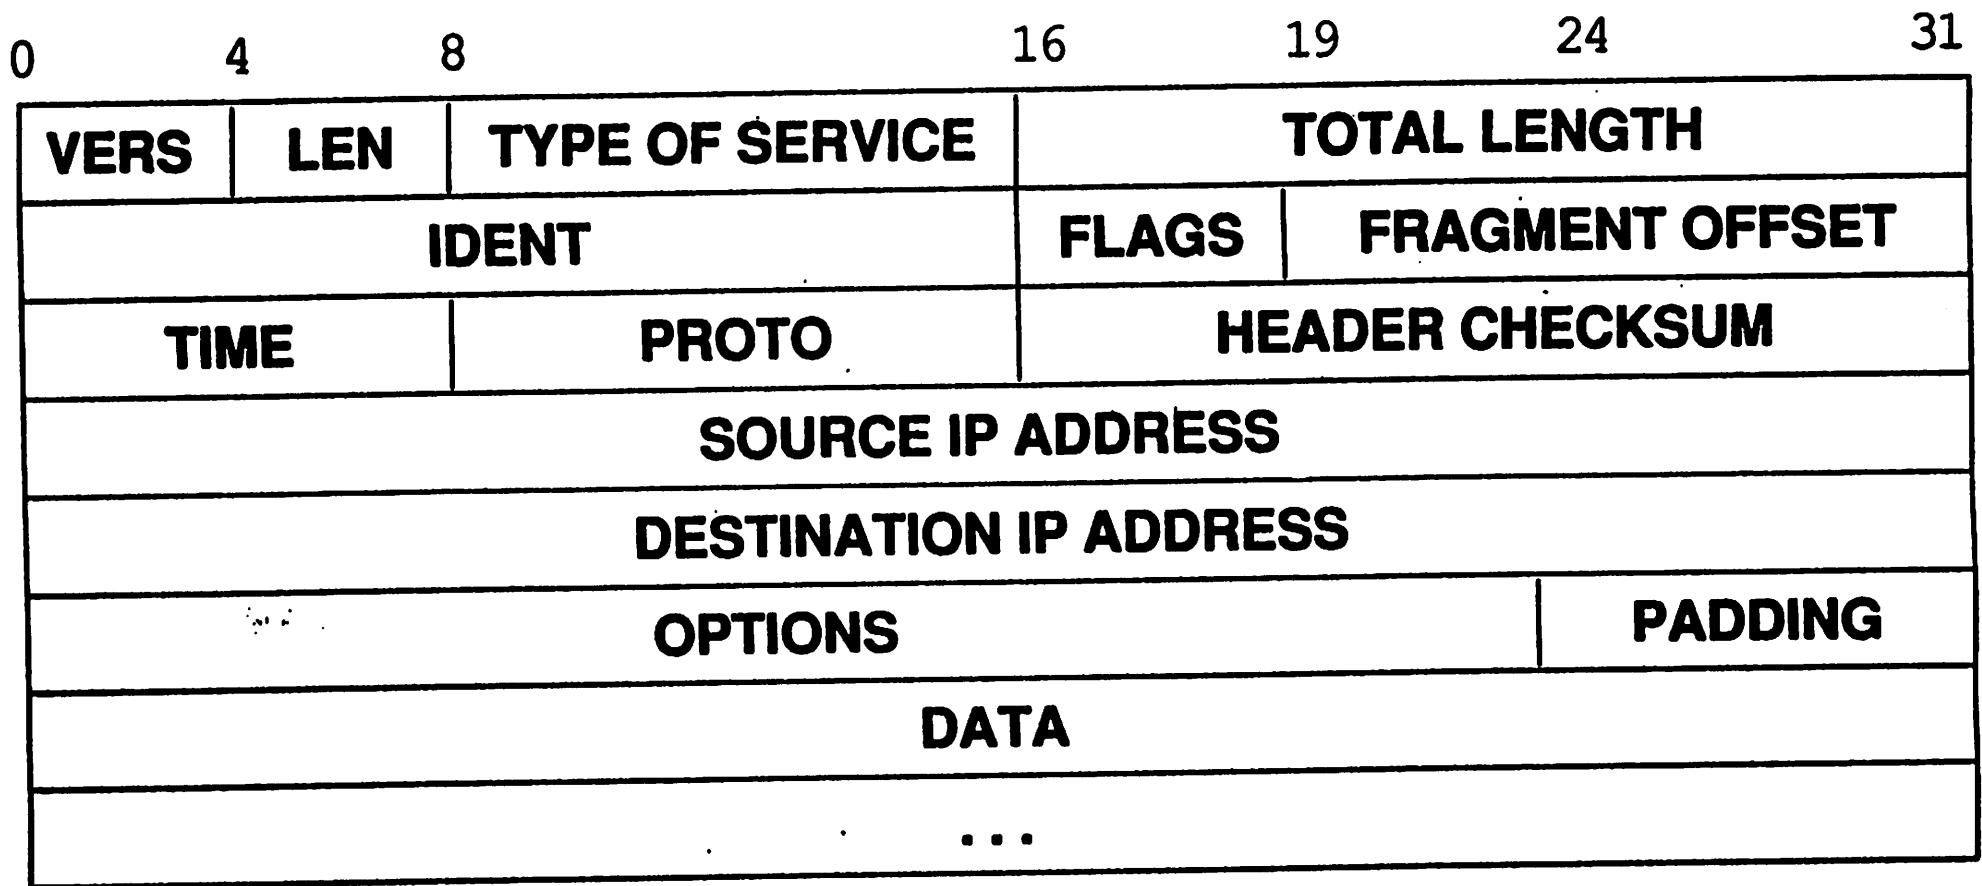 0 4 8 16 19 24 31
VERS LEN TYPE OF SERVICE TOTAL LENGTH
IDENT FLAGS FRAGMENT OFFSET
TIME PROTO HEADER CHECKSUM
SOURCE IP ADDRESS
DESTINATION IP ADDRESS
OPTIONS PADDING
DATA
...